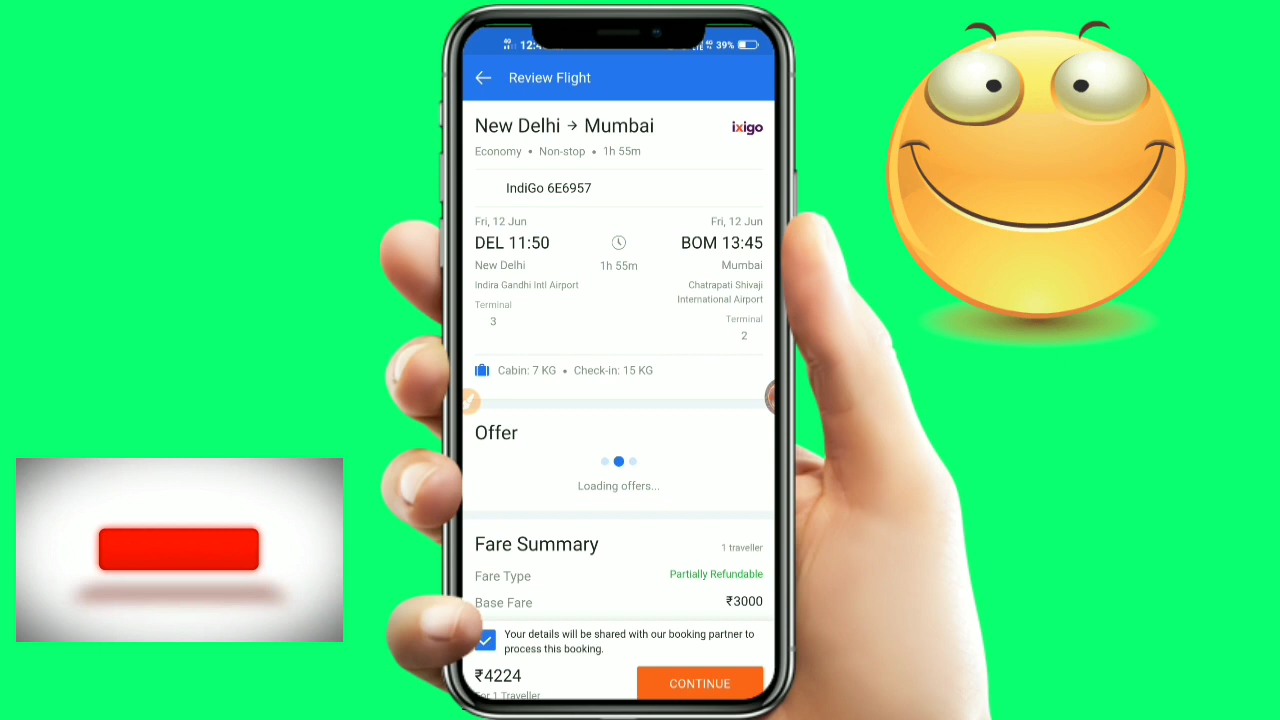 12:4
39%
Review Flight
New Delhi → Mumbai
ixigo
Economy • Non-stop • 1h 55m
IndiGo 6E6957
Fri, 12 Jun
Fri, 12 Jun
DEL 11:50
BOM 13:45
New Delhi
1h 55m
Mumbai
Indira Gandhi Intl Airport
Chatrapati Shivaji
International Airport
Terminal
3
Terminal
2
Cabin: 7 KG • Check-in: 15 KG
Offer
Loading offers...
Fare Summary
1 traveller
Fare Type
Partially Refundable
Base Fare
₹3000
Your details will be shared with our booking partner to
process this booking.
₹4224
For 1 Traveller
CONTINUE